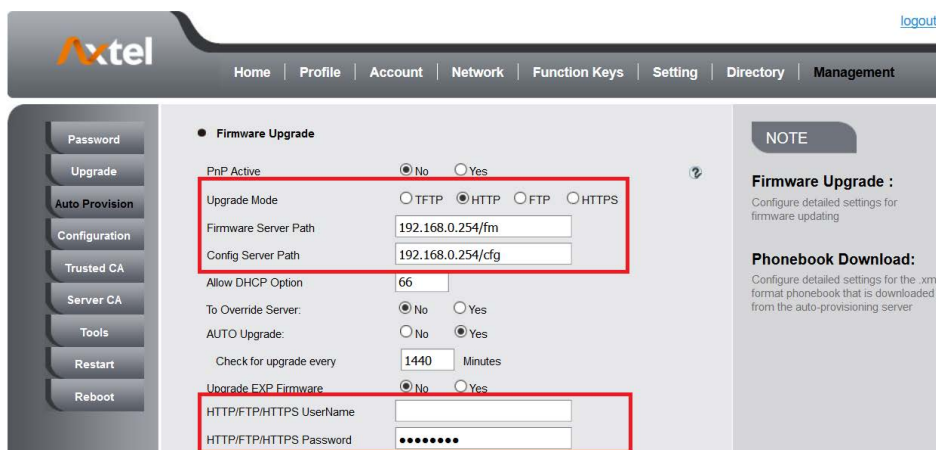 logout
Axtel
Home | Profile | Account | Network | Function Keys | Setting | Directory | Management
Password
Upgrade
Auto Provision
Configuration
Trusted CA
Server CA
Tools
Restart
Reboot
Firmware Upgrade
PnP Active No Yes
Upgrade Mode TFTP HTTP FTP HTTPS
Firmware Server Path 192.168.0.254/fm
Config Server Path 192.168.0.254/cfg
Allow DHCP Option 66
To Override Server: No Yes
AUTO Upgrade: No Yes
Check for upgrade every 1440 Minutes
Upgrade EXP Firmware No Yes
HTTP/FTP/HTTPS UserName
HTTP/FTP/HTTPS Password ••••••••
NOTE
Firmware Upgrade :
Configure detailed settings for
firmware updating
Phonebook Download:
Configure detailed settings for the .xm
format phonebook that is downloaded
from the auto-provisioning server